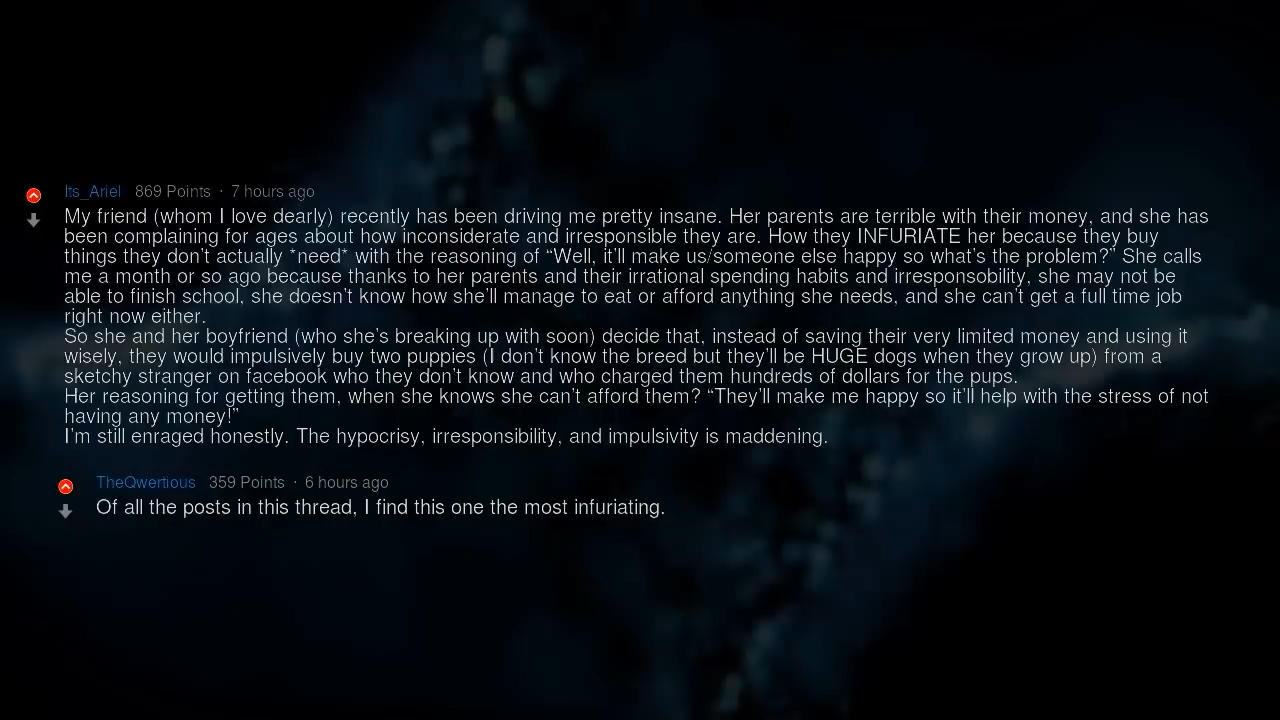 Its_Ariel 869 Points · 7 hours ago
My friend (whom I love dearly) recently has been driving me pretty insane. Her parents are terrible with their money, and she has
been complaining for ages about how inconsiderate and irresponsible they are. How they INFURIATE her because they buy
things they don't actually *need* with the reasoning of “Well, it'll make us/someone else happy so what's the problem?” She calls
me a month or so ago because thanks to her parents and their irrational spending habits and irresponsobility, she may not be
able to finish school, she doesn't know how she'll manage to eat or afford anything she needs, and she can't get a full time job
right now either.
So she and her boyfriend (who she's breaking up with soon) decide that, instead of saving their very limited money and using it
wisely, they would impulsively buy two puppies (I don't know the breed but they'll be HUGE dogs when they grow up) from a
sketchy stranger on facebook who they don't know and who charged them hundreds of dollars for the pups.
Her reasoning for getting them, when she knows she can't afford them? “They'll make me happy so it'll help with the stress of not
having any money!”
I'm still enraged honestly. The hypocrisy, irresponsibility, and impulsivity is maddening.
TheQwertious 359 Points · 6 hours ago
Of all the posts in this thread, I find this one the most infuriating.